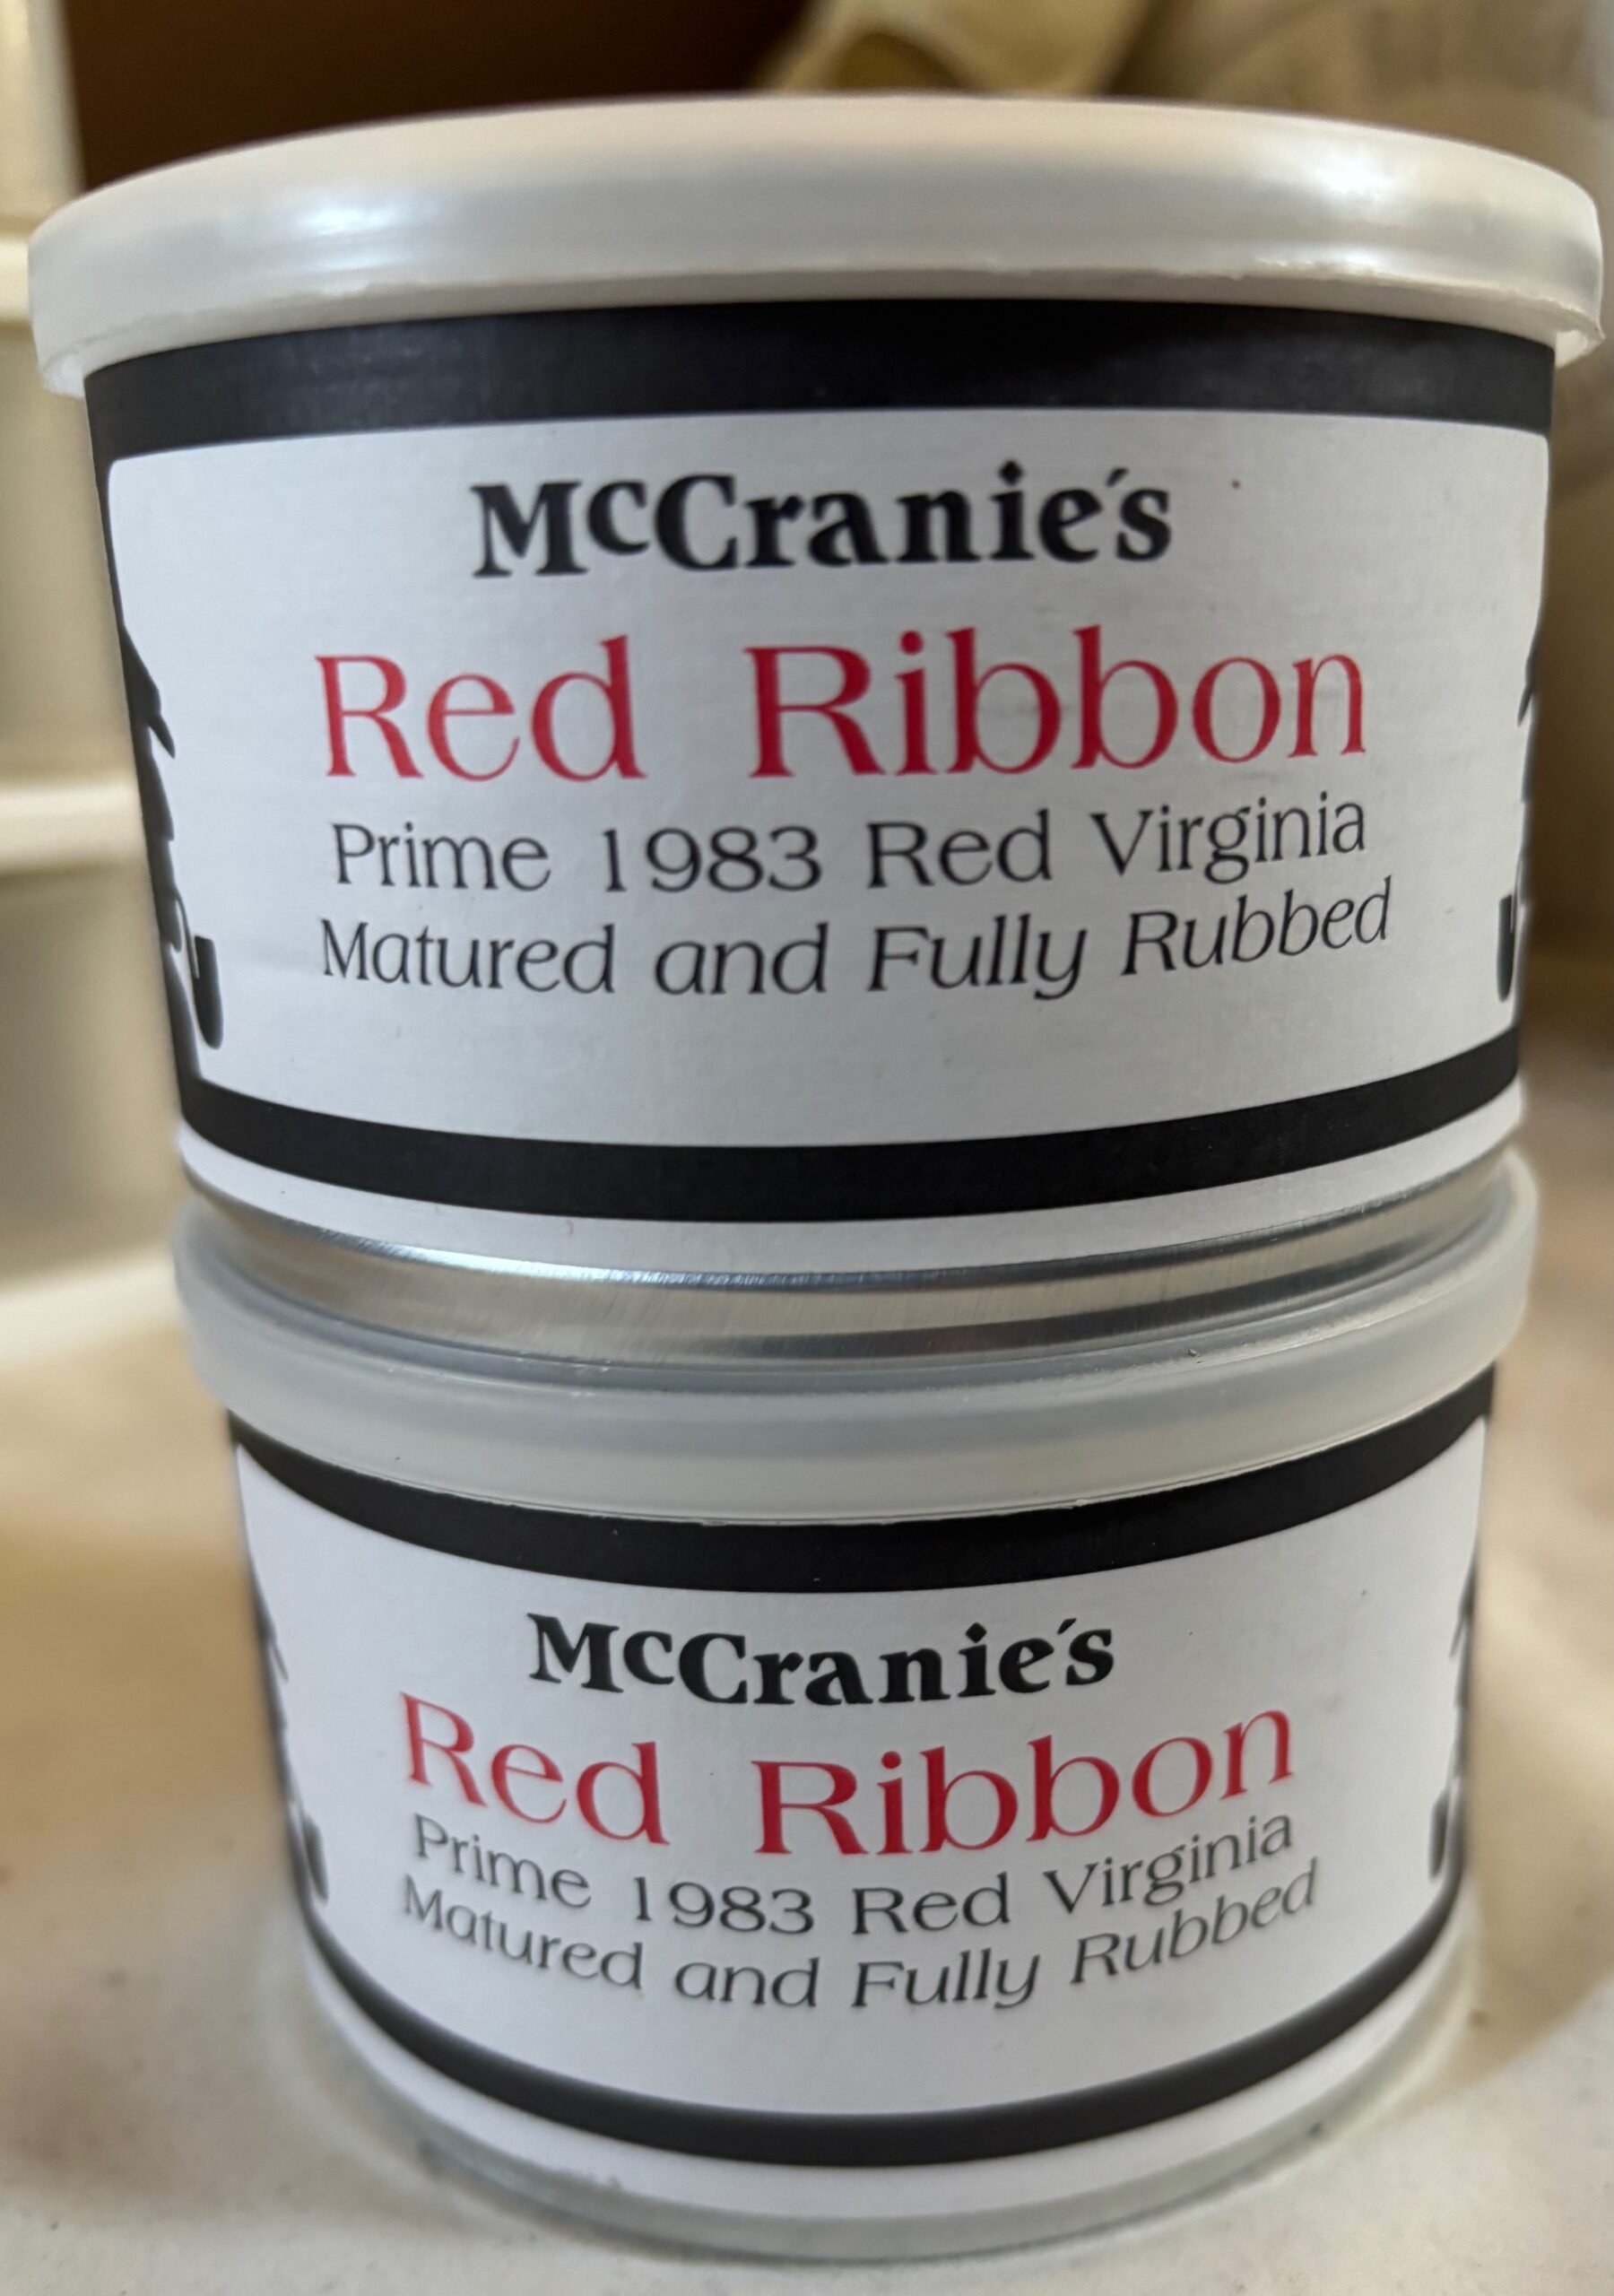 McCranie's
Red Ribbon
Prime 1983 Red Virginia
Matured and Fully Rubbed
McCranie's
Red Ribbon
Prime 1983 Red Virginia
Matured and Fully Rubbed